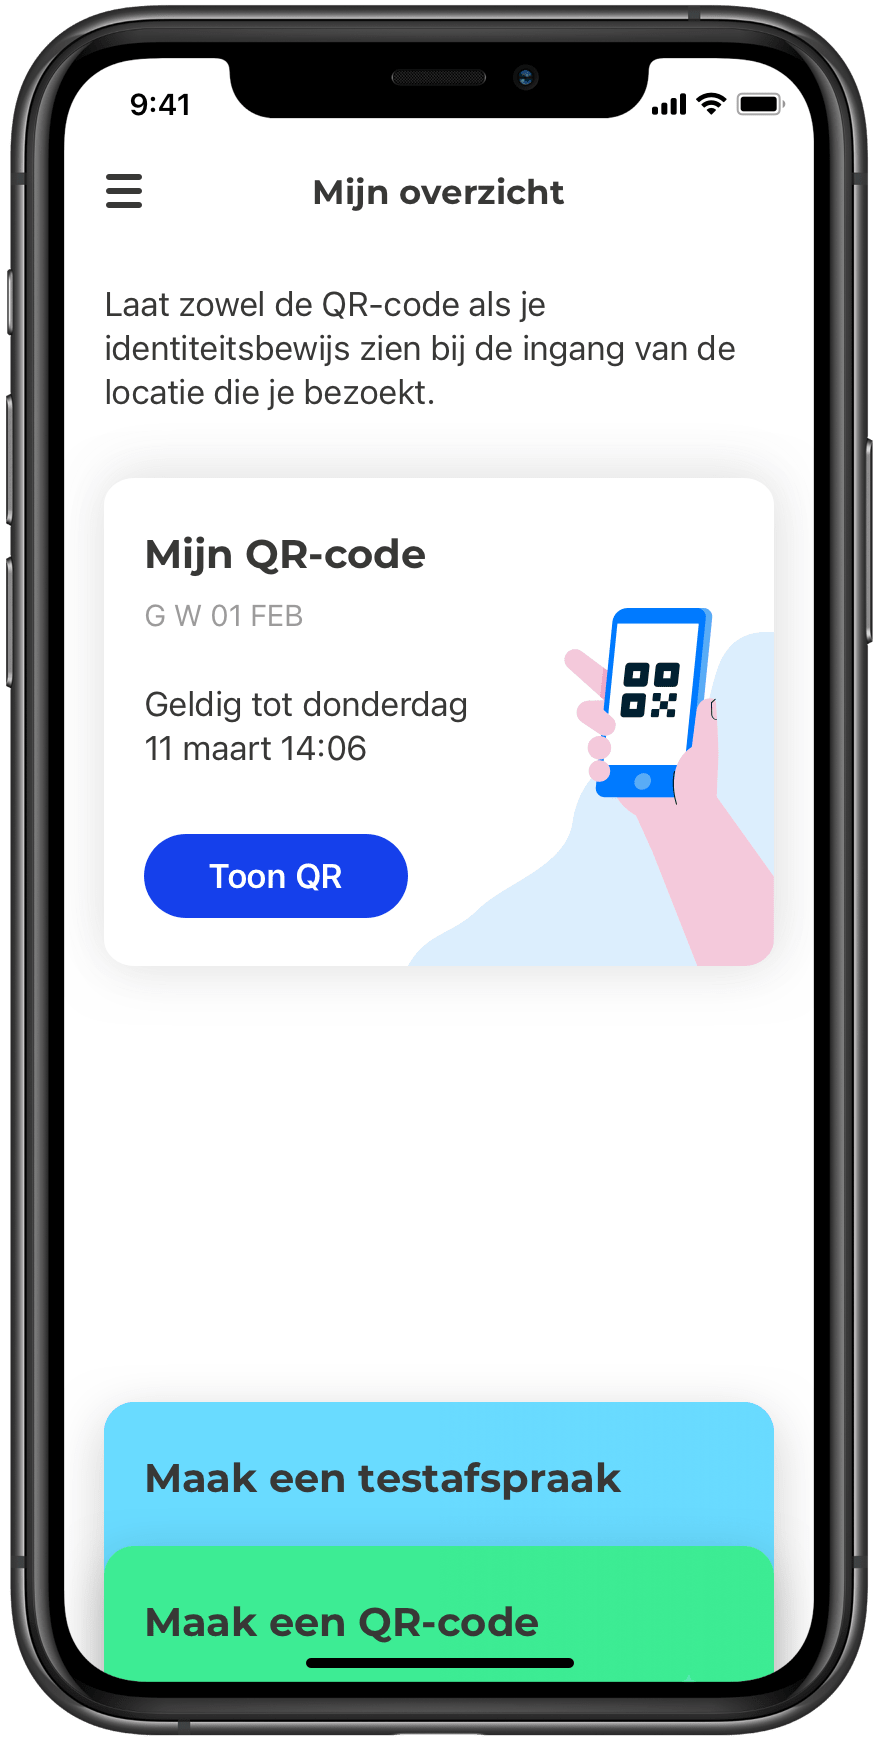 9:41
Mijn overzicht
Laat zowel de QR-code als je
identiteitsbewijs zien bij de ingang van de
locatie die je bezoekt.
Mijn QR-code
G W 01 FEB
Geldig tot donderdag
11 maart 14:06
Toon QR
Maak een testafspraak
Maak een QR-code